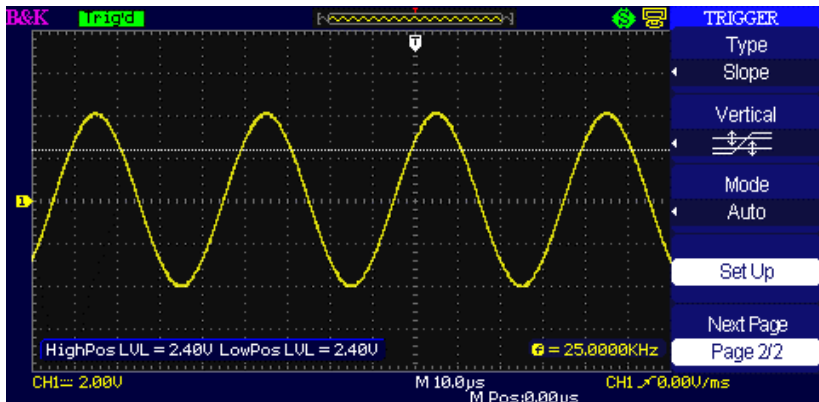 B&K Trig'd
T
1
HighPos LVL = 2.40V LowPos LVL = 2.40V
f = 25.0000KHz
CH1 2.00V
M 10.0µs
M Pos:0.00µs
CH1 0.00V/ms
TRIGGER
Type
Slope
Vertical
Mode
Auto
Set Up
Next Page
Page 2/2